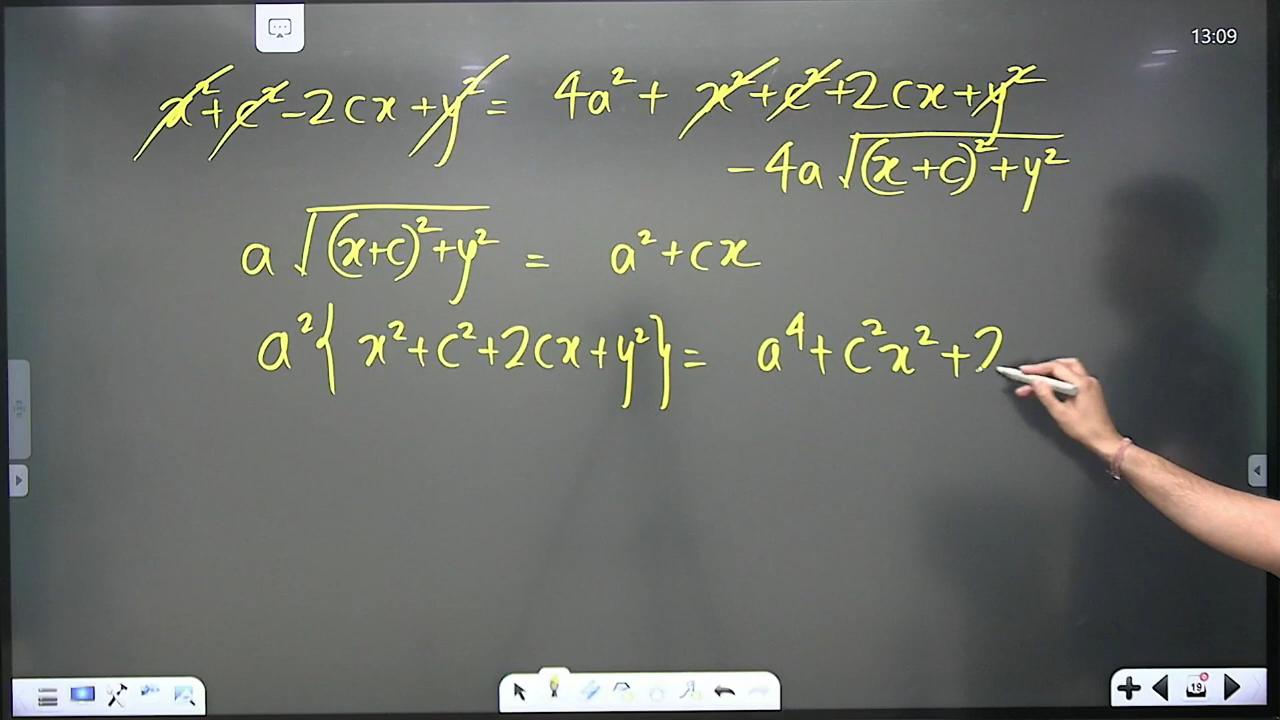 13:09
x² + c² - 2cx + y² = 4a² + x² + c² + 2cx + y²
- 4a √((x+c)² + y²)
a √((x+c)² + y²) = a² + cx
a² { x² + c² + 2cx + y² } = a⁴ + c²x² + 2
19